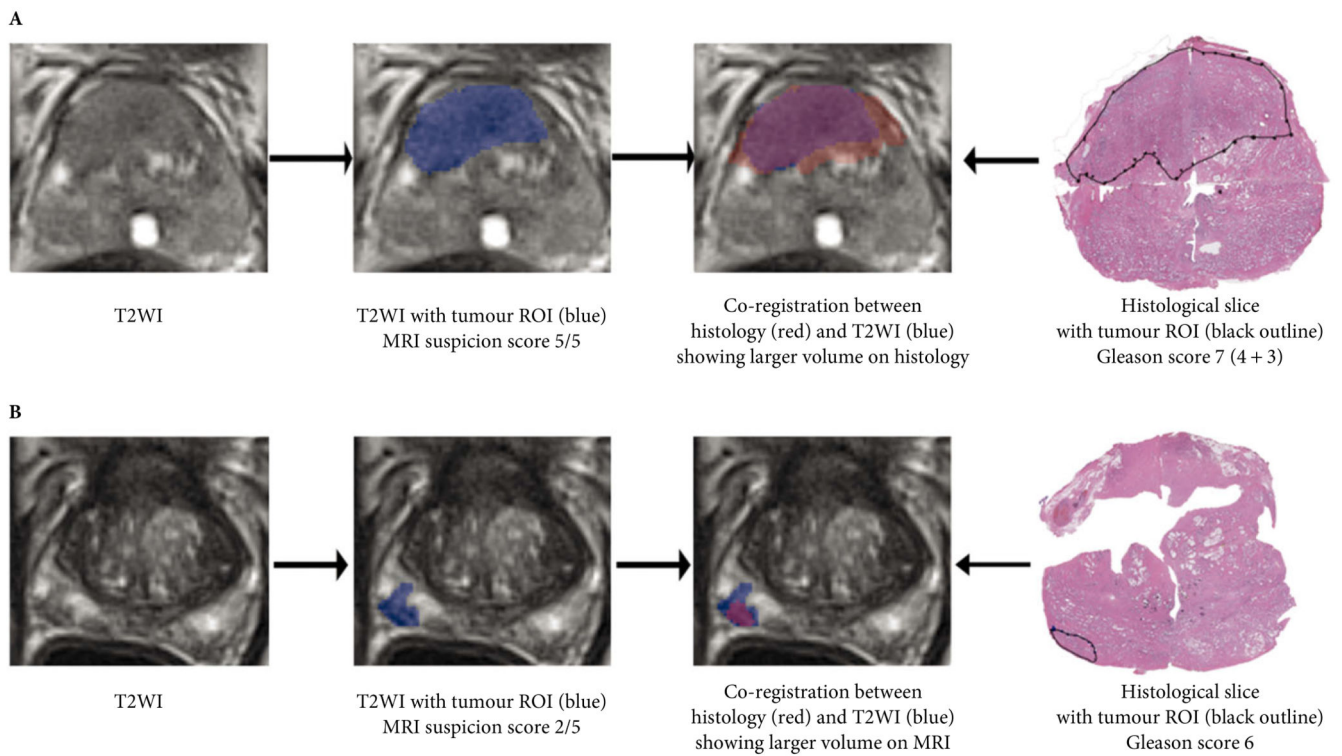 A
T2WI
T2WI with tumour ROI (blue)
MRI suspicion score 5/5
Co-registration between
histology (red) and T2WI (blue)
showing larger volume on histology
Histological slice
with tumour ROI (black outline)
Gleason score 7 (4 + 3)
B
T2WI
T2WI with tumour ROI (blue)
MRI suspicion score 2/5
Co-registration between
histology (red) and T2WI (blue)
showing larger volume on MRI
Histological slice
with tumour ROI (black outline)
Gleason score 6